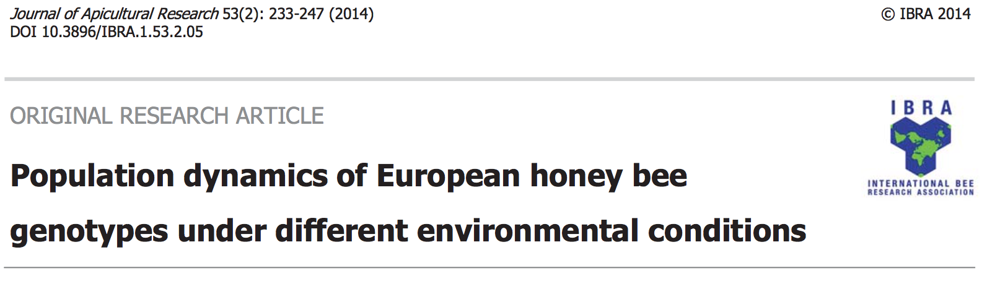 Journal of Apicultural Research 53(2): 233-247 (2014)
© IBRA 2014
DOI 10.3896/IBRA.1.53.2.05
ORIGINAL RESEARCH ARTICLE
IBRA
INTERNATIONAL BEE
RESEARCH ASSOCIATION
Population dynamics of European honey bee
genotypes under different environmental conditions